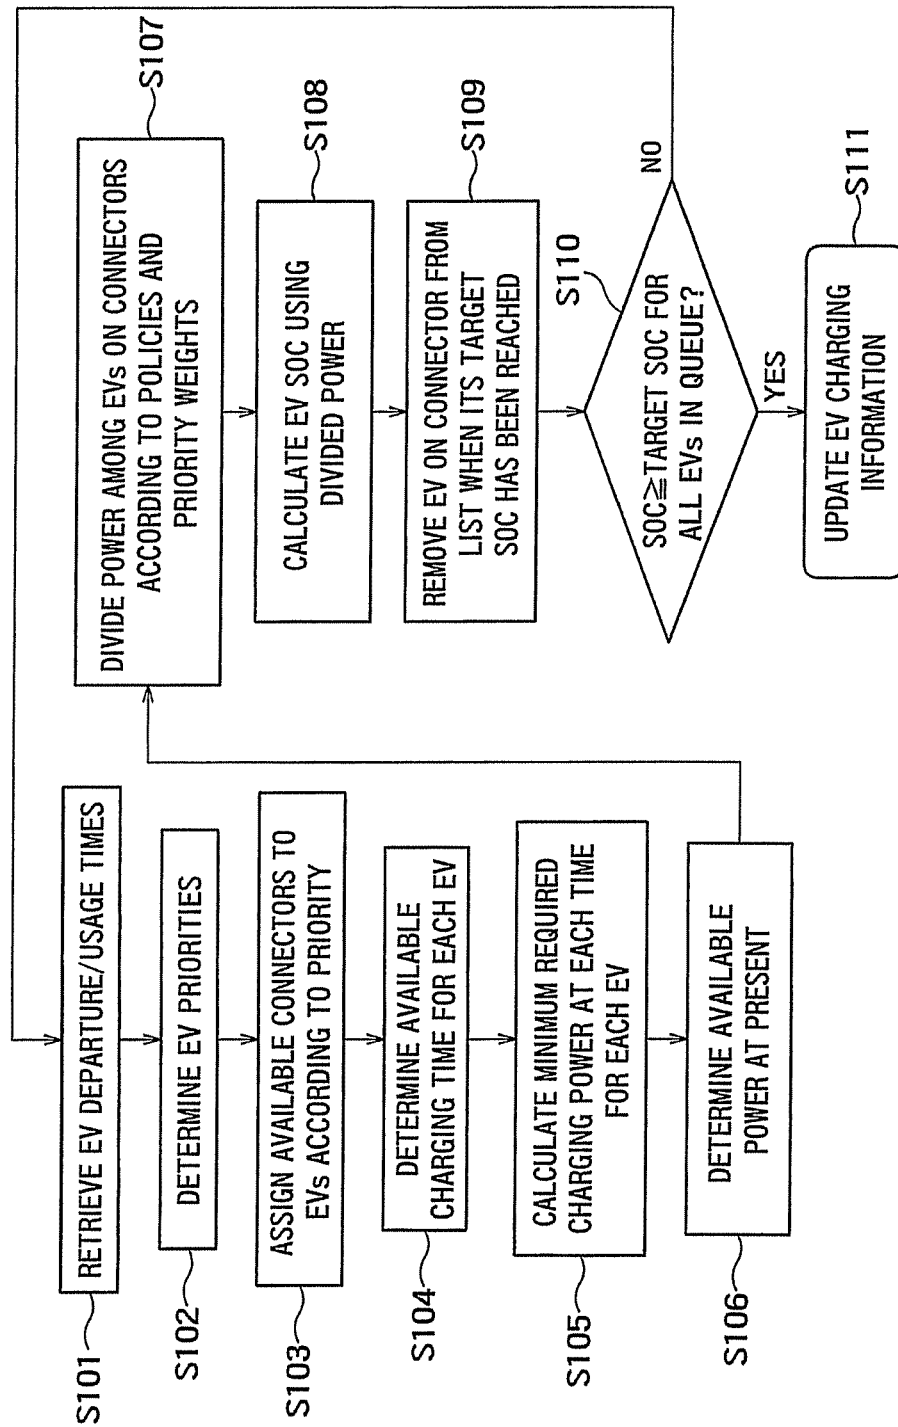 S101
RETRIEVE EV DEPARTURE/USAGE TIMES
S102
DETERMINE EV PRIORITIES
S103
ASSIGN AVAILABLE CONNECTORS TO
EVs ACCORDING TO PRIORITY
S104
DETERMINE AVAILABLE
CHARGING TIME FOR EACH EV
S105
CALCULATE MINIMUM REQUIRED
CHARGING POWER AT EACH TIME
FOR EACH EV
S106
DETERMINE AVAILABLE
POWER AT PRESENT
S107
DIVIDE POWER AMONG EVs ON CONNECTORS
ACCORDING TO POLICIES AND
PRIORITY WEIGHTS
S108
CALCULATE EV SOC USING
DIVIDED POWER
S109
REMOVE EV ON CONNECTOR FROM
LIST WHEN ITS TARGET
SOC HAS BEEN REACHED
S110
SOC≧TARGET SOC FOR
ALL EVs IN QUEUE?
NO
YES
S111
UPDATE EV CHARGING
INFORMATION